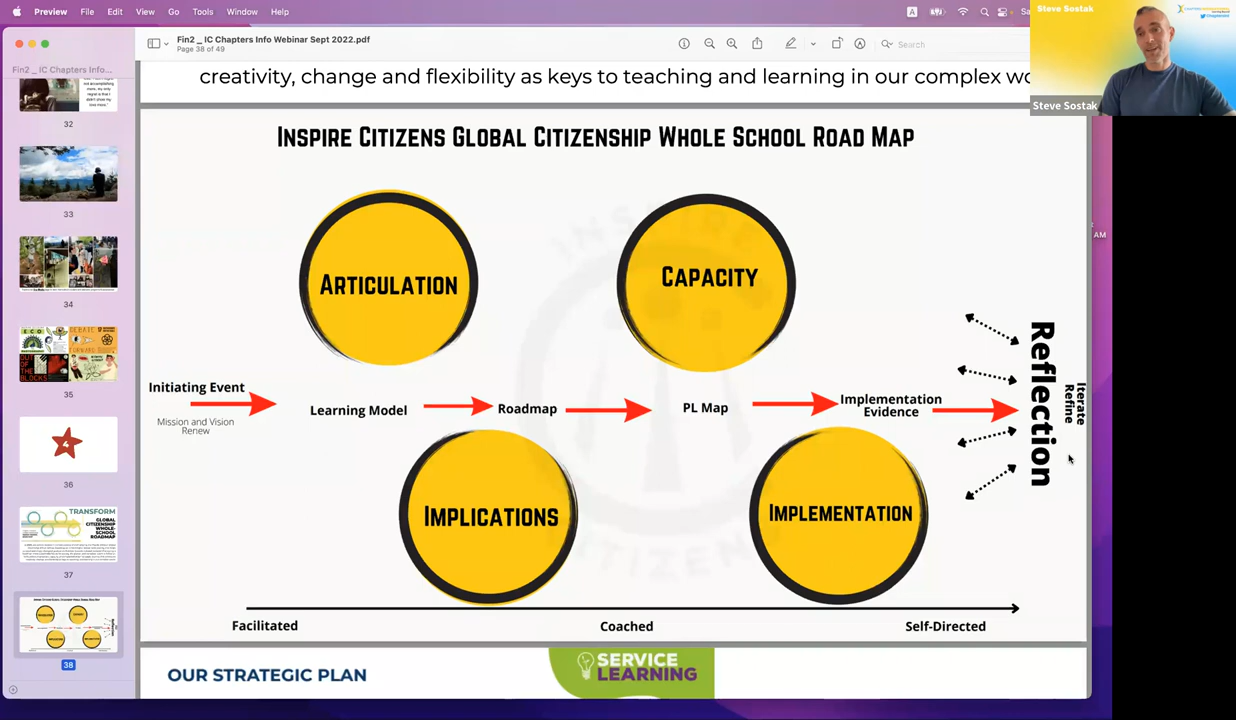 Preview File Edit View Go Tools Window Help
A
Steve Sostak
Fin2 _ IC Chapters Info...
Fin2 _ IC Chapters Info Webinar Sept 2022.pdf
Page 38 of 49
Search
Steve Sostak
creativity, change and flexibility as keys to teaching and learning in our complex wo
32
33
34
35
4
36
TRANSFORM
GLOBAL
CITIZENSHIP
WHOLE-
SCHOOL
ROADMAP
37
38
INSPIRE CITIZENS GLOBAL CITIZENSHIP WHOLE SCHOOL ROAD MAP
ARTICULATION
CAPACITY
Initiating Event
Mission and Vision
Renew
Learning Model
Roadmap
PL Map
Implementation
Evidence
Reflection
Iterate
Refine
IMPLICATIONS
IMPLEMENTATION
Facilitated
Coached
Self-Directed
OUR STRATEGIC PLAN
SERVICE
LEARNING
AM